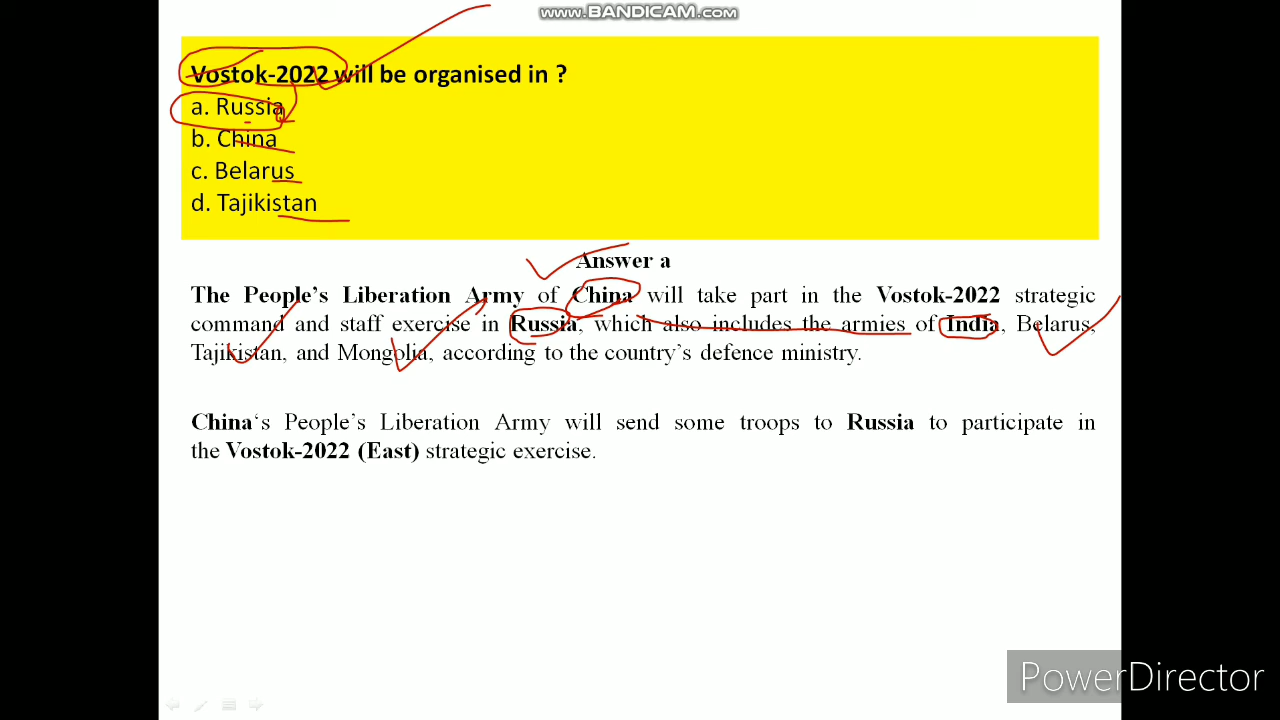 www.BANDICAM.com
Vostok-2022 will be organised in ?
a. Russia
b. China
c. Belarus
d. Tajikistan
Answer a
The People's Liberation Army of China will take part in the Vostok-2022 strategic
command and staff exercise in Russia, which also includes the armies of India, Belarus,
Tajikistan, and Mongolia, according to the country's defence ministry.
China‘s People's Liberation Army will send some troops to Russia to participate in
the Vostok-2022 (East) strategic exercise.
PowerDirector